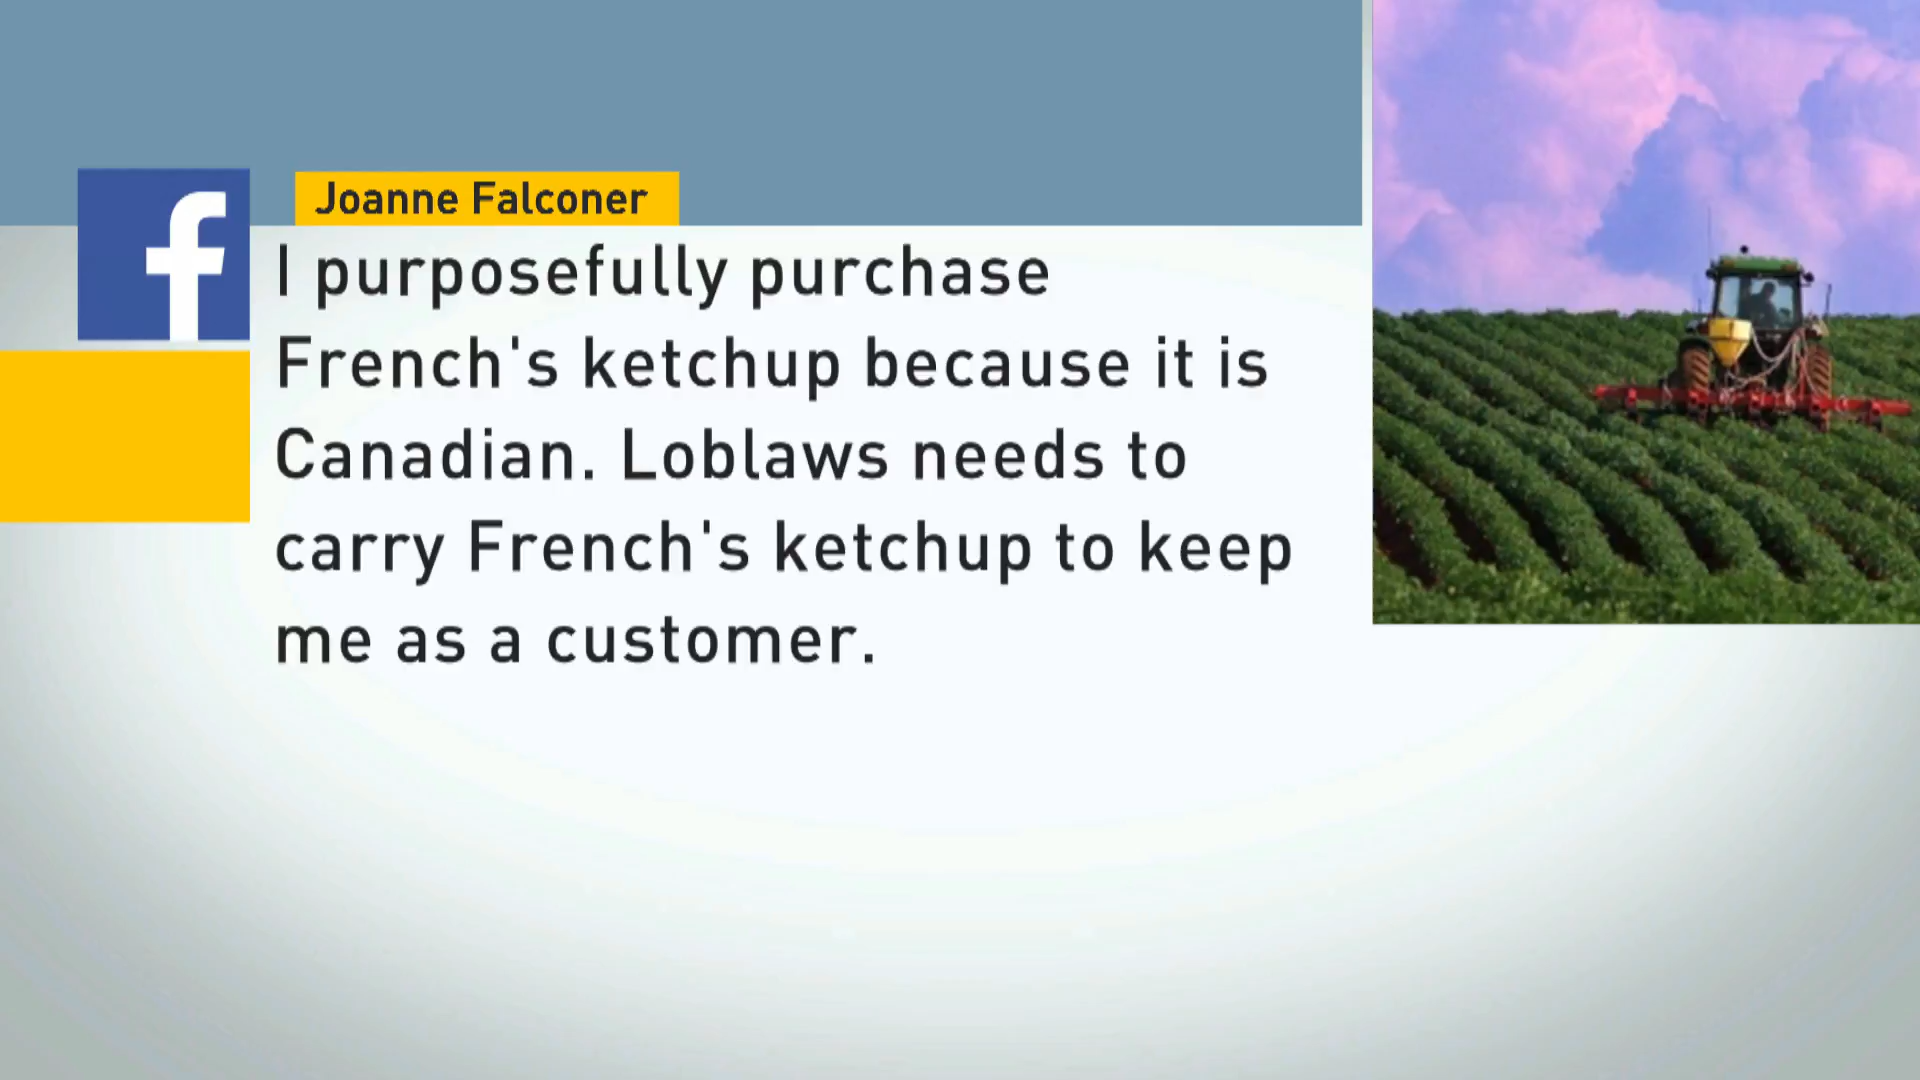 Joanne Falconer
I purposefully purchase
French's ketchup because it is
Canadian. Loblaws needs to
carry French's ketchup to keep
me as a customer.